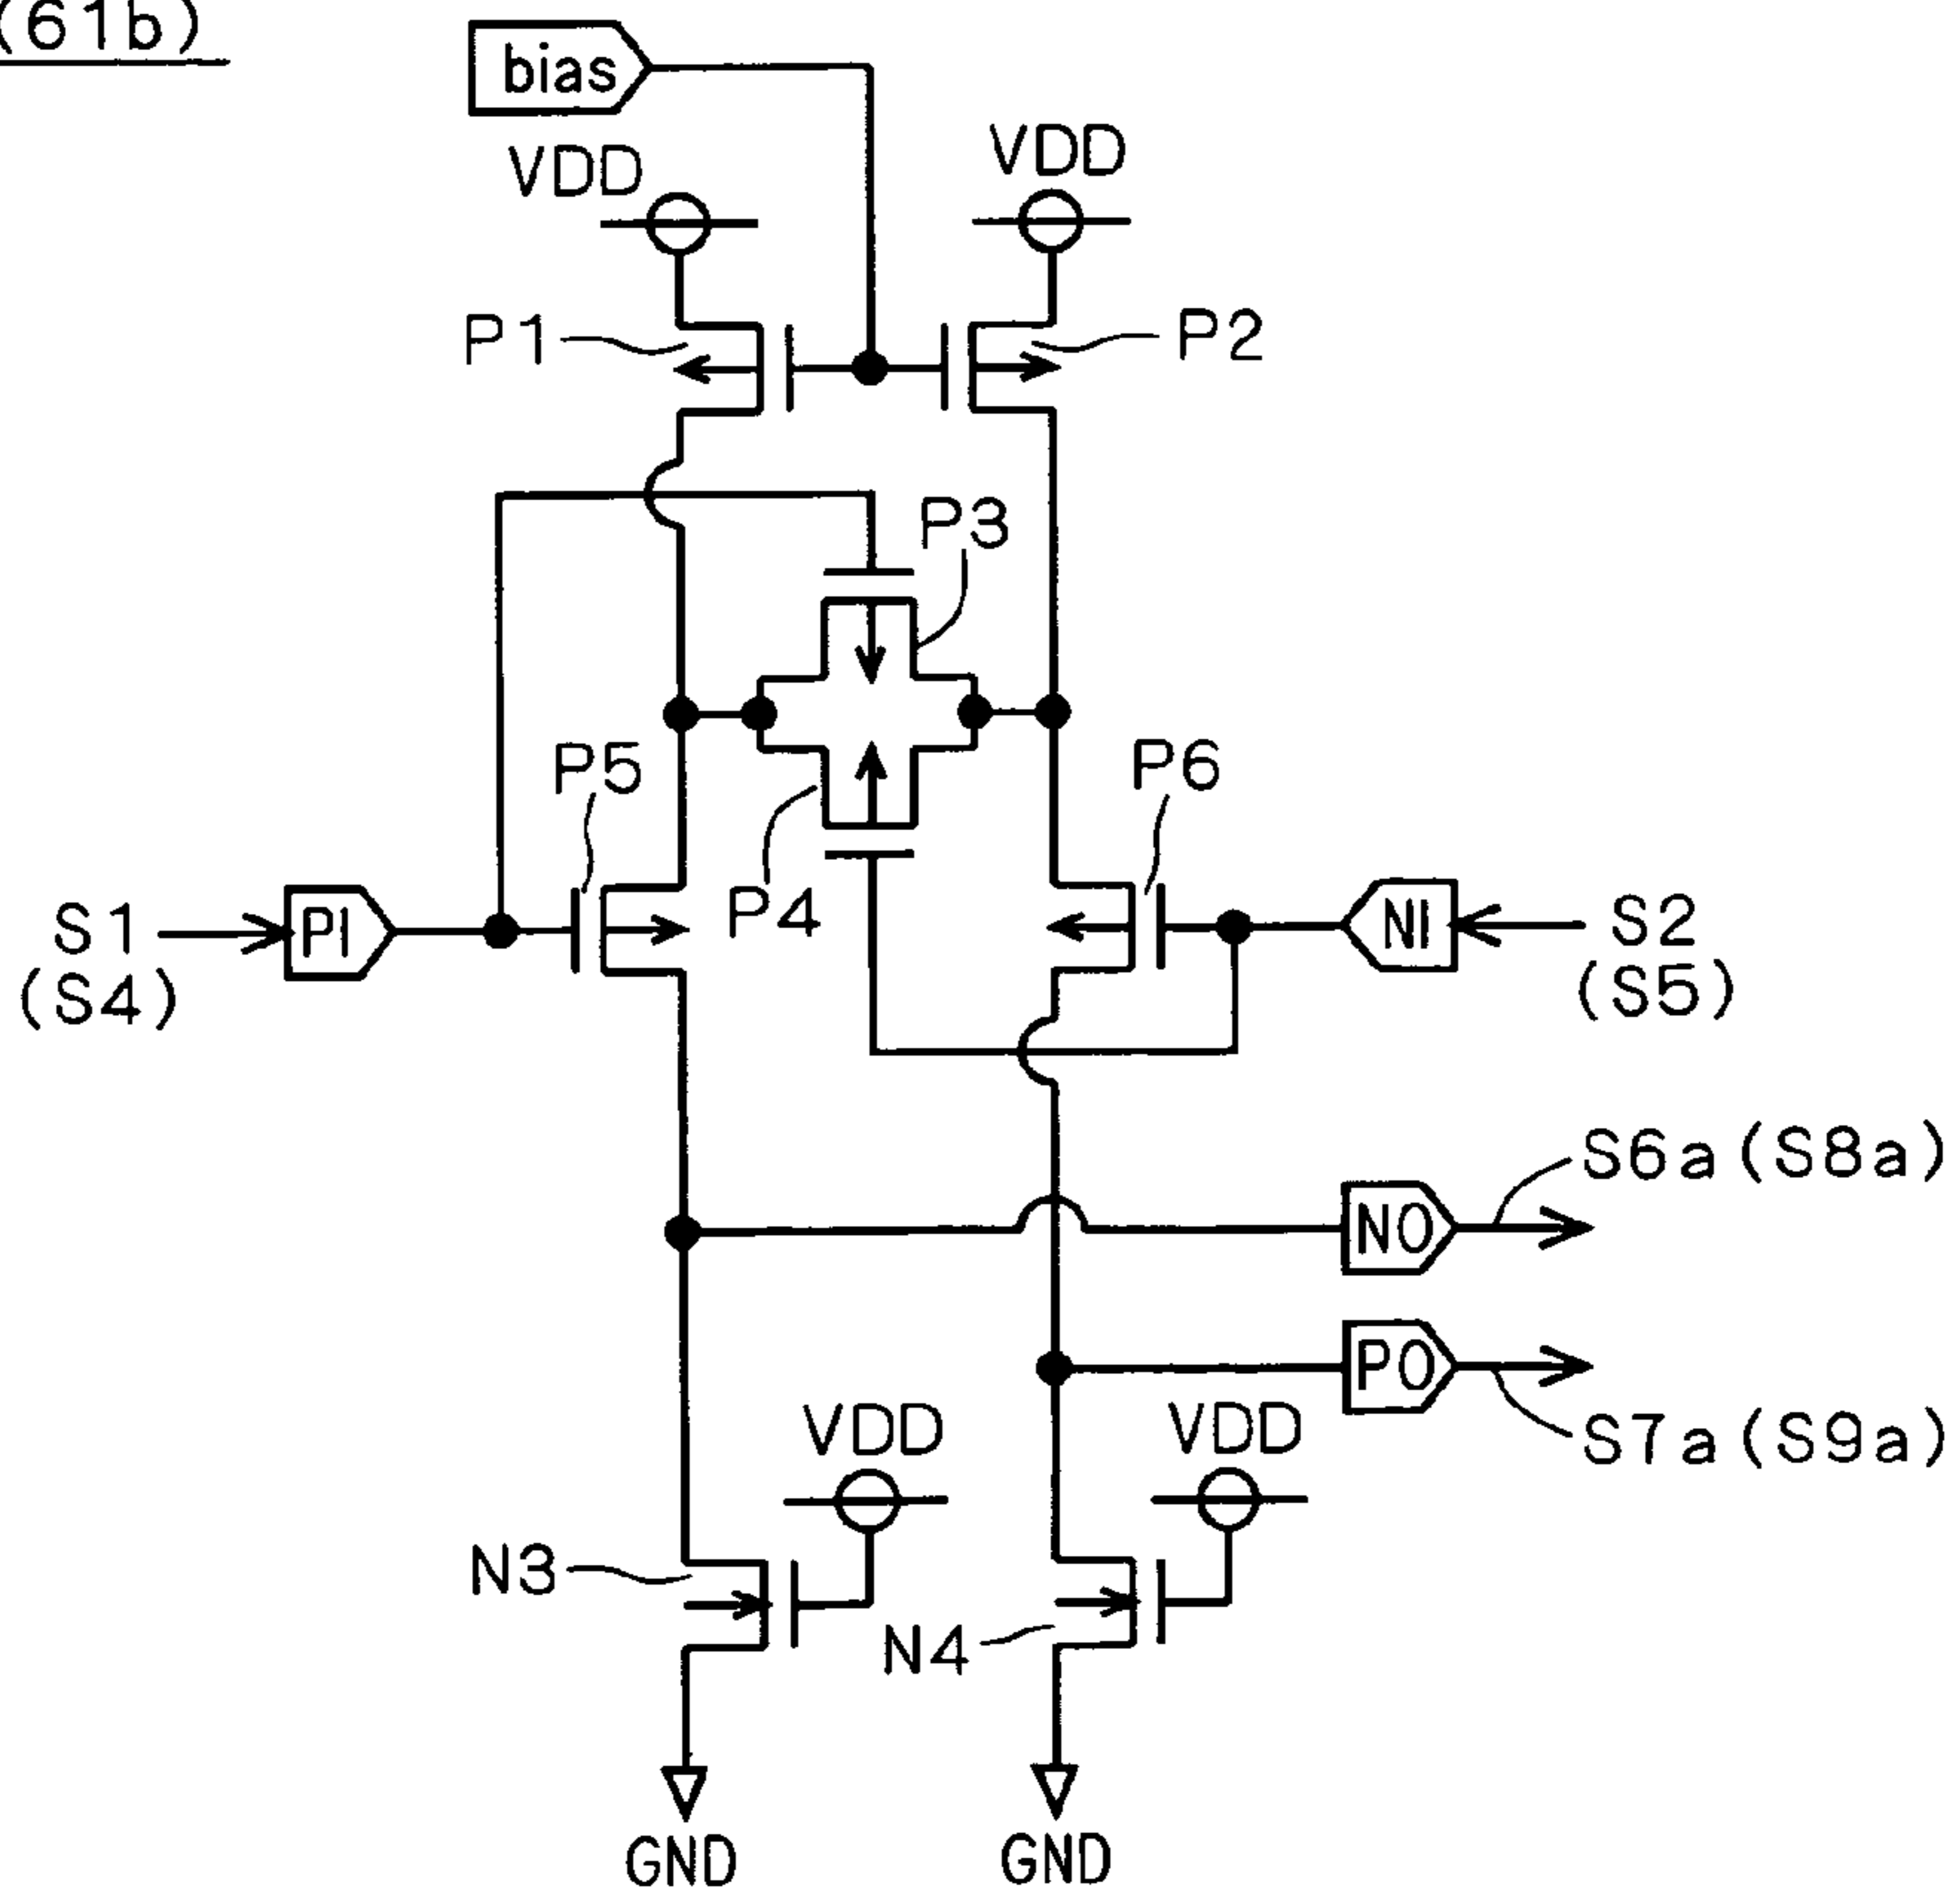 (61b)
bias
VDD
VDD
P1
P2
P3
P5
P6
P4
S1
(S4)
PI
NI
S2
(S5)
S6a(S8a)
NO
PO
S7a(S9a)
VDD
VDD
N3
N4
GND
GND